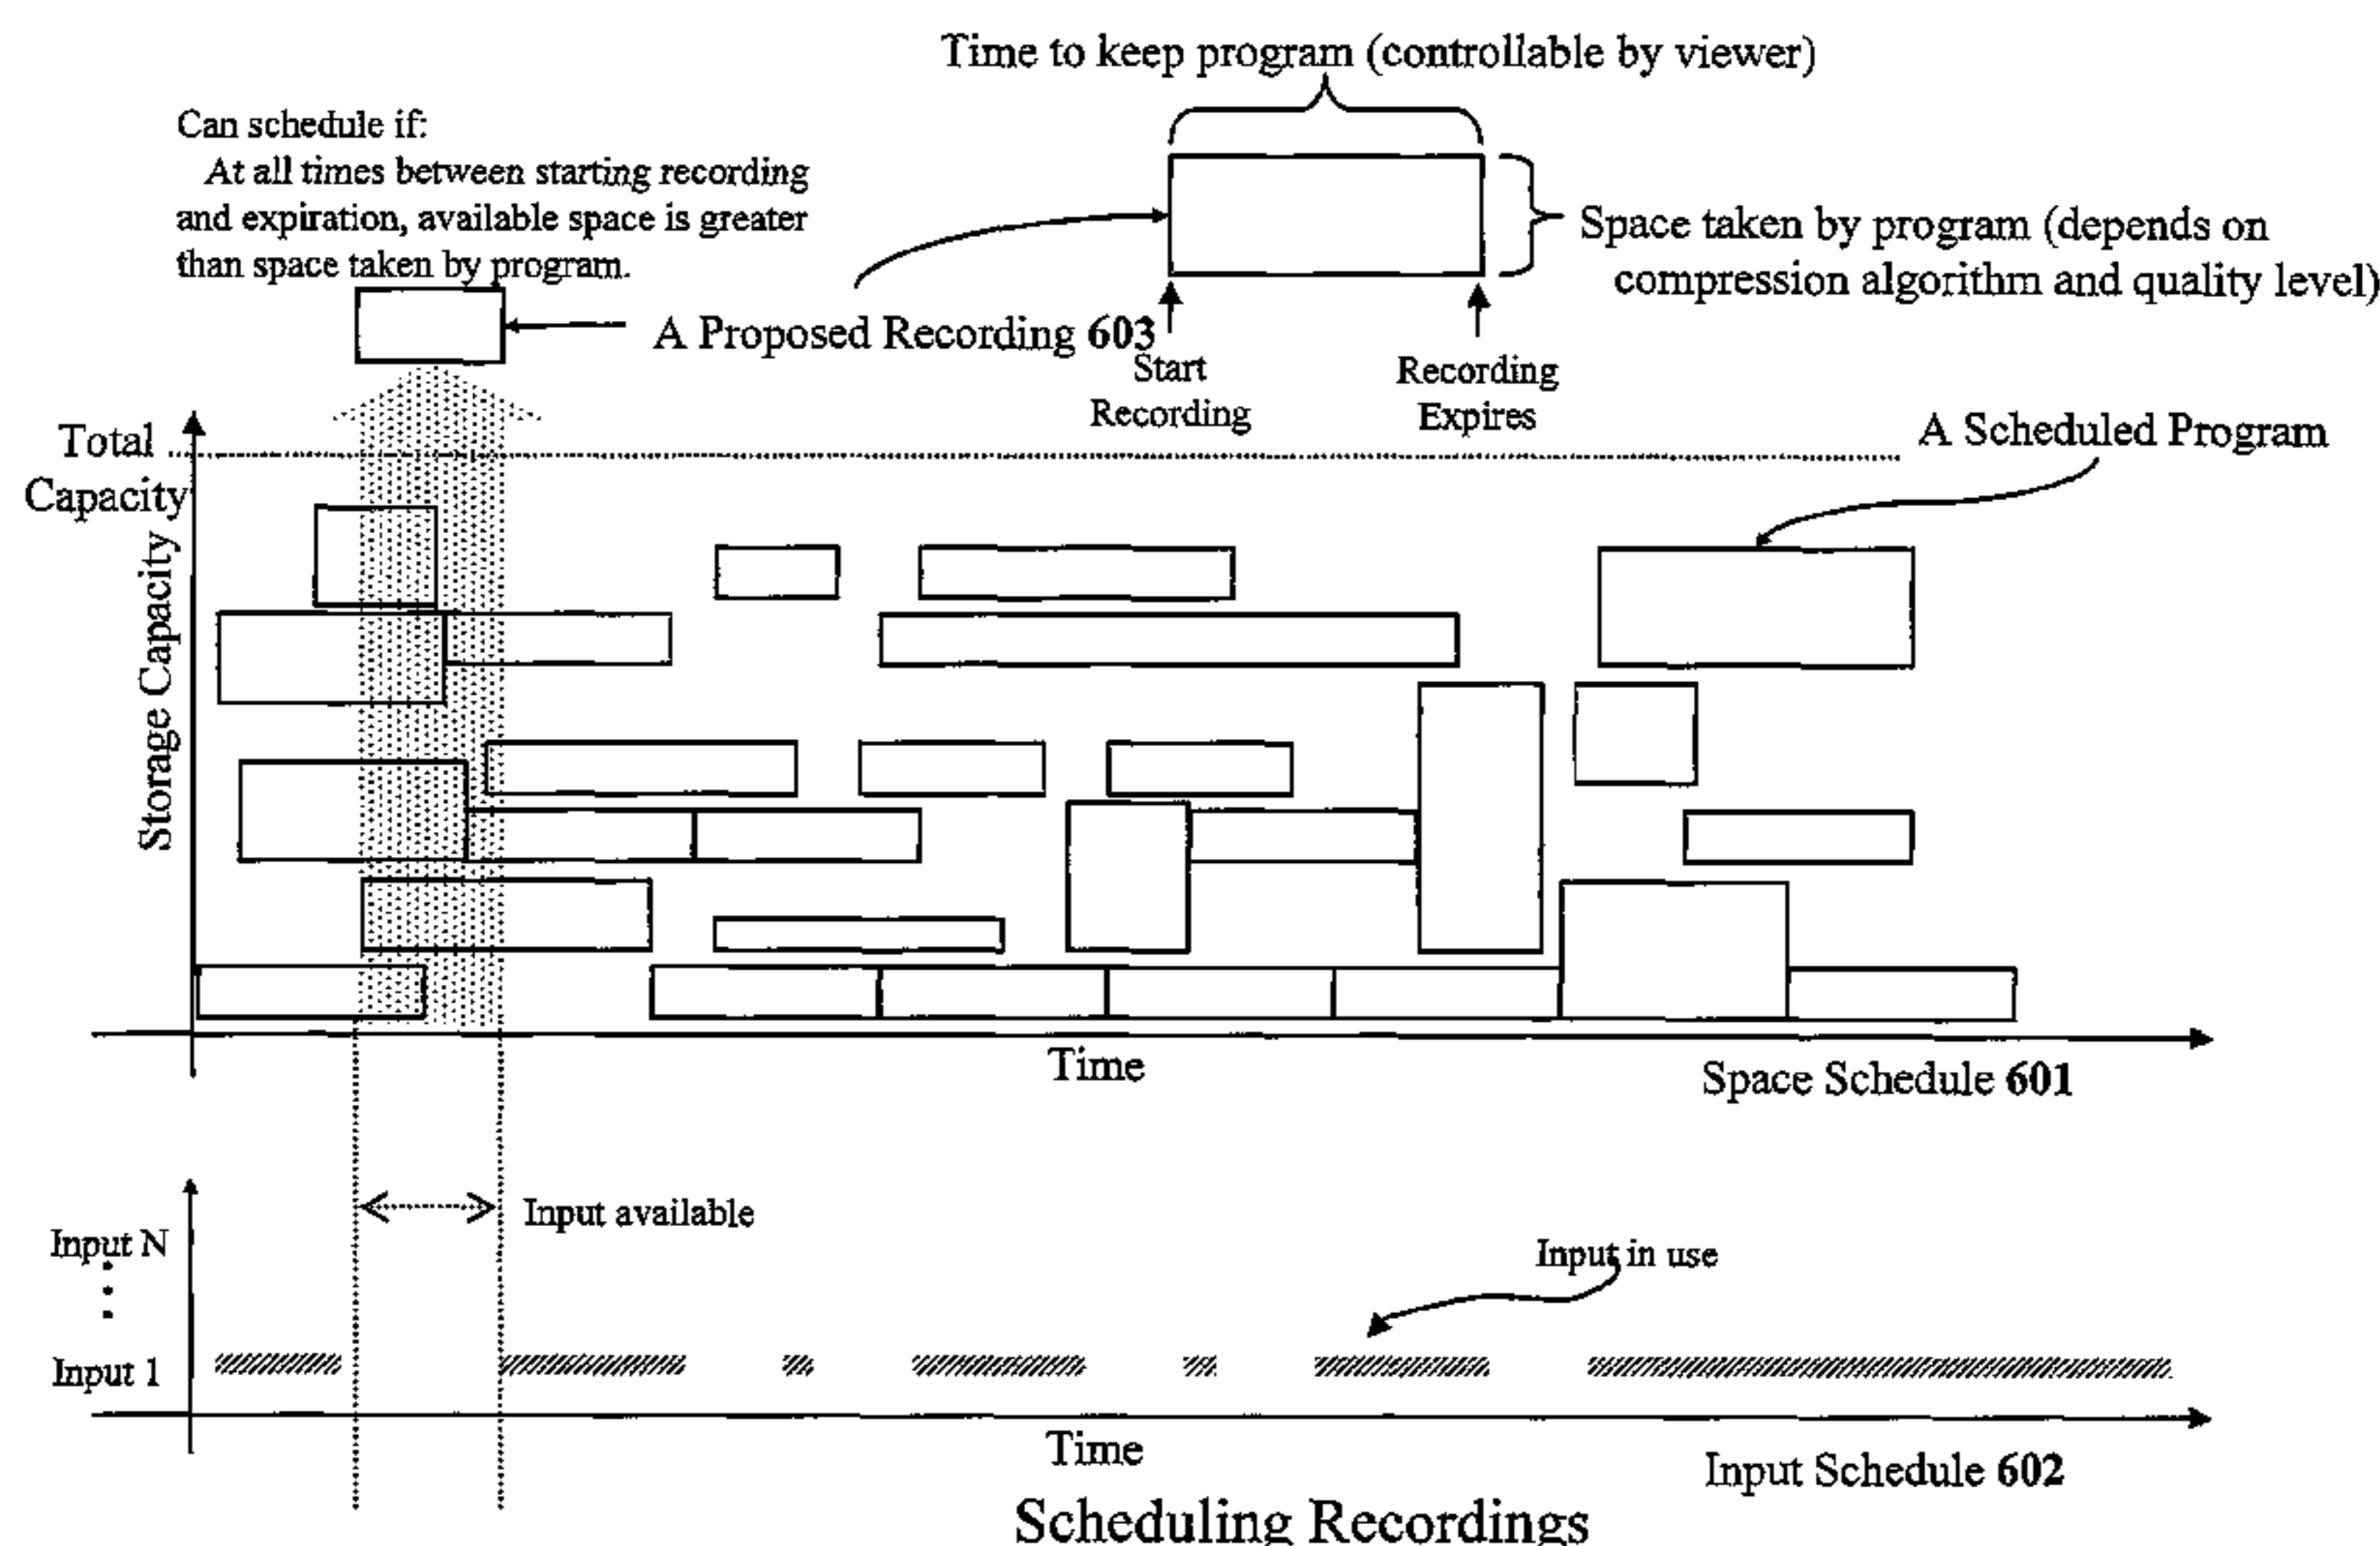 Time to keep program (controllable by viewer)
Can schedule if:
At all times between starting recording
and expiration, available space is greater
than space taken by program.
Space taken by program (depends on
compression algorithm and quality level)
A Proposed Recording 603
Start
Recording
Recording
Expires
A Scheduled Program
Total
Capacity
Storage Capacity
Time
Space Schedule 601
Input available
Input N
Input in use
Input 1
Time
Input Schedule 602
Scheduling Recordings